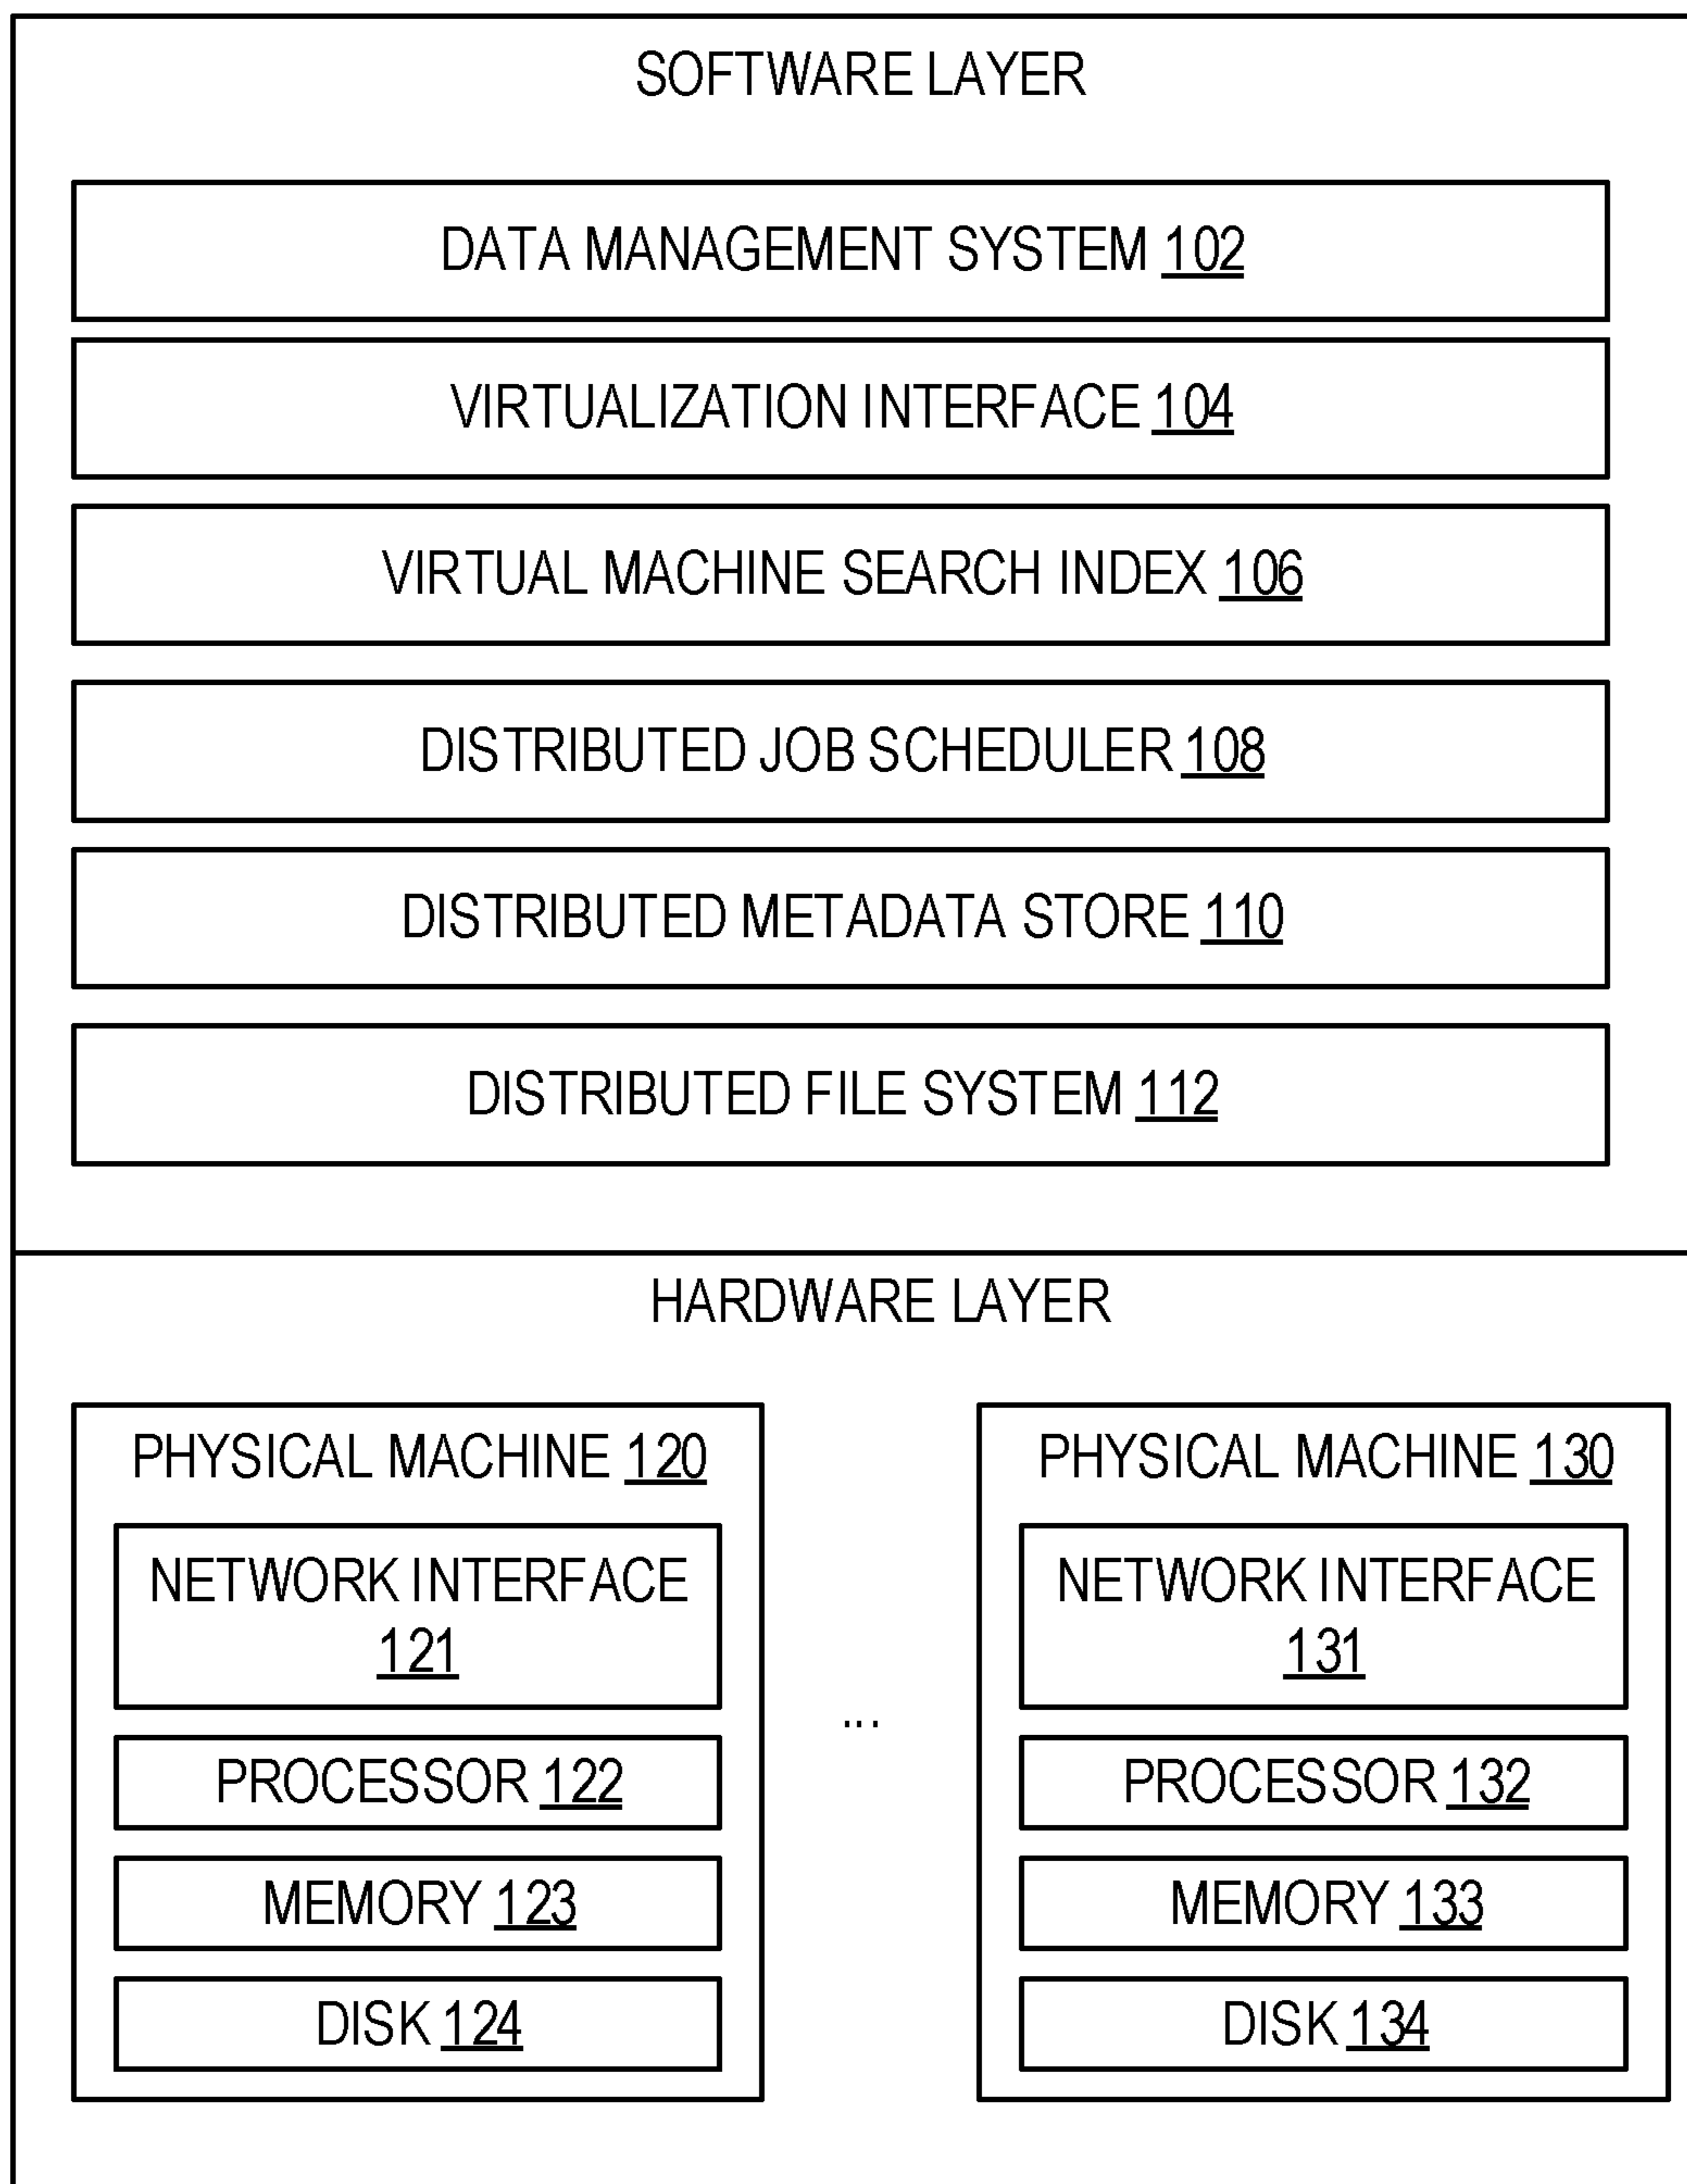 SOFTWARE LAYER
DATA MANAGEMENT SYSTEM 102
VIRTUALIZATION INTERFACE 104
VIRTUAL MACHINE SEARCH INDEX 106
DISTRIBUTED JOB SCHEDULER 108
DISTRIBUTED METADATA STORE 110
DISTRIBUTED FILE SYSTEM 112
HARDWARE LAYER
PHYSICAL MACHINE 120
NETWORK INTERFACE
121
PROCESSOR 122
MEMORY 123
DISK 124
...
PHYSICAL MACHINE 130
NETWORK INTERFACE
131
PROCESSOR 132
MEMORY 133
DISK 134